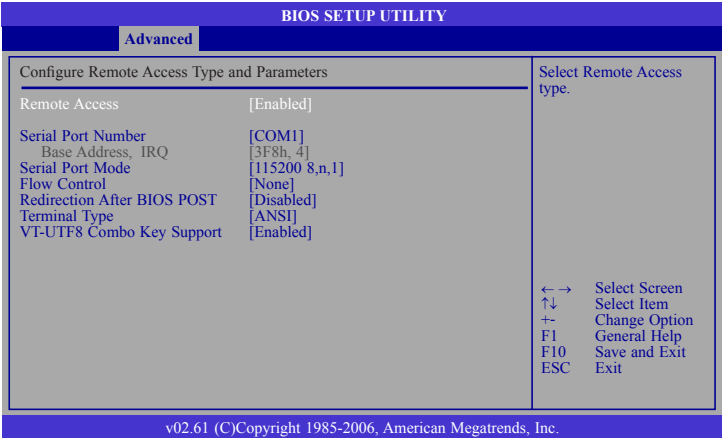 BIOS SETUP UTILITY
Advanced
Configure Remote Access Type and Parameters
Remote Access [Enabled]
Serial Port Number [COM1]
Base Address, IRQ [3F8h, 4]
Serial Port Mode [115200 8,n,1]
Flow Control [None]
Redirection After BIOS POST [Disabled]
Terminal Type [ANSI]
VT-UTF8 Combo Key Support [Enabled]
Select Remote Access
type.
←→ Select Screen
↑↓ Select Item
+- Change Option
F1 General Help
F10 Save and Exit
ESC Exit
v02.61 (C)Copyright 1985-2006, American Megatrends, Inc.